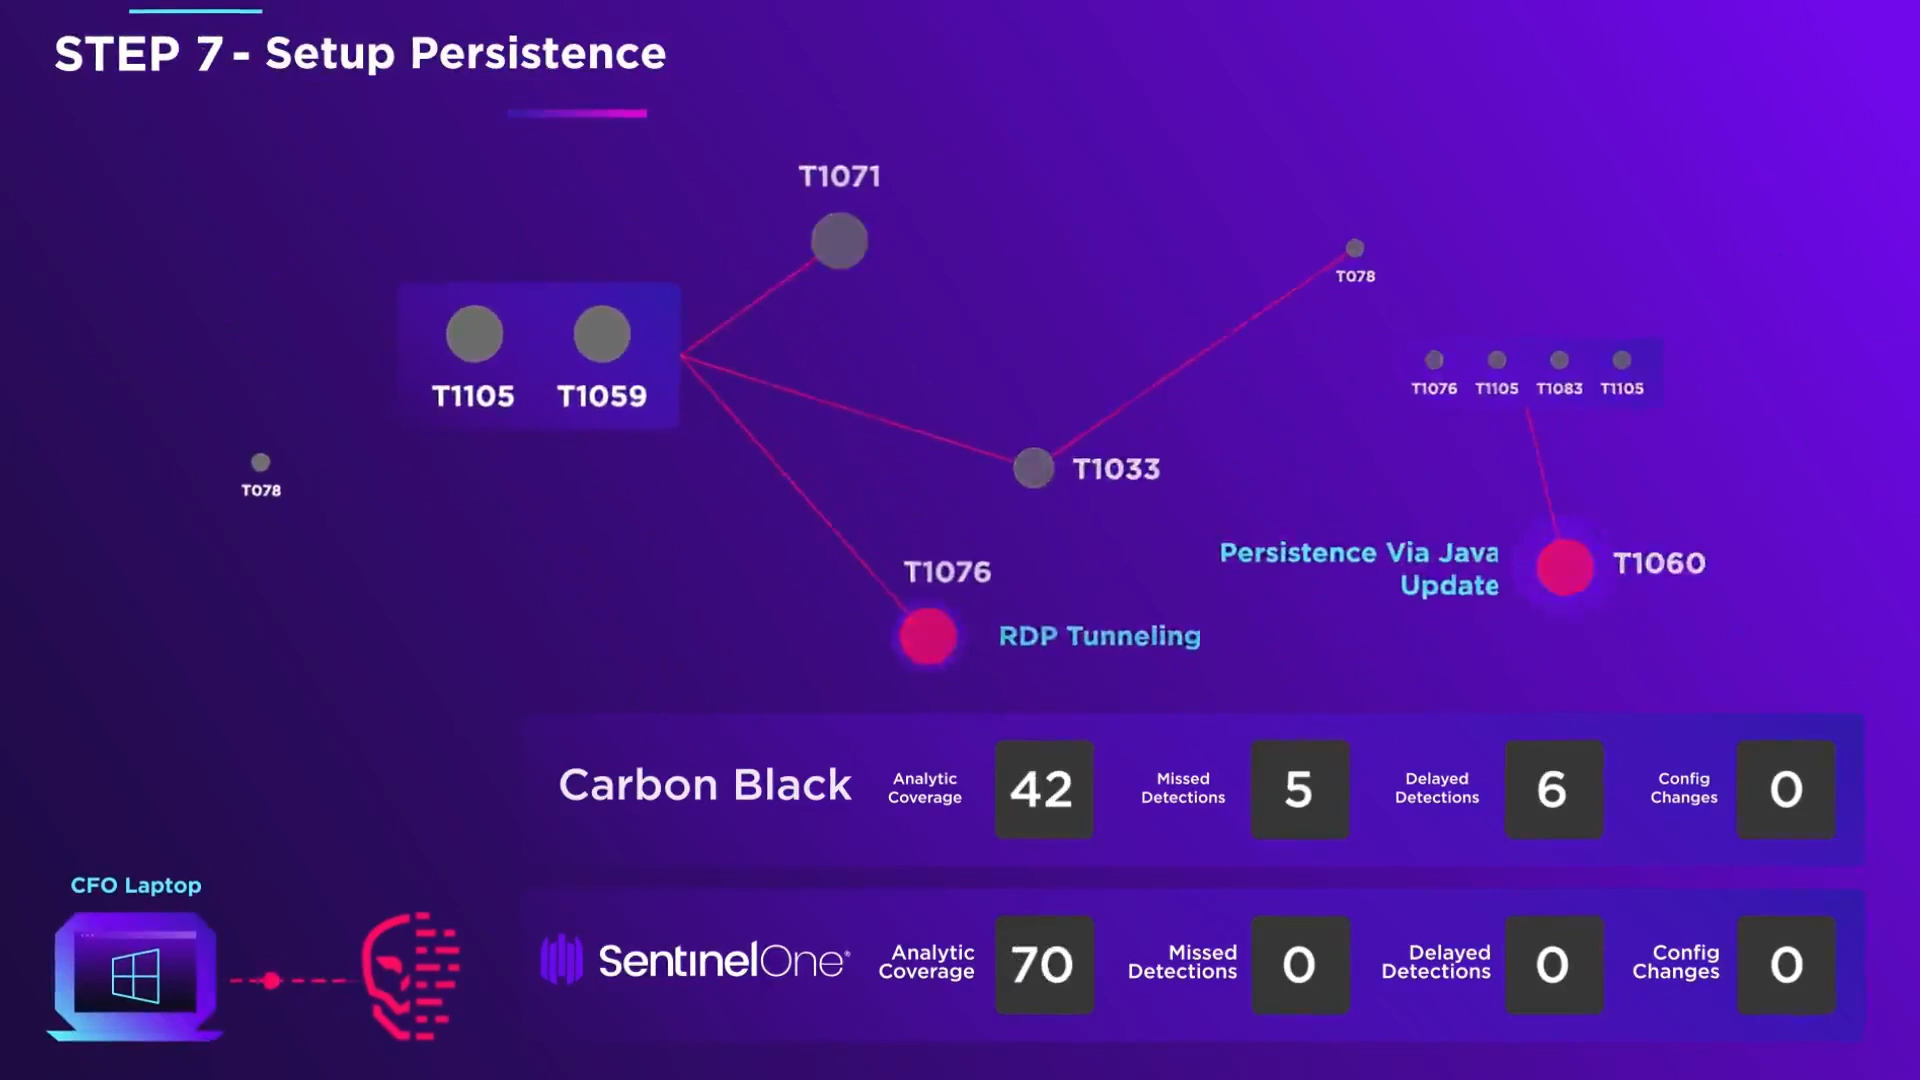 STEP 7 - Setup Persistence
T1071
T078
T1105 T1059
T1076 T1105 T1083 T1105
T1033
T078
Persistence Via Java
Update
T1060
T1076
RDP Tunneling
Carbon Black
Analytic
Coverage
42
Missed
Detections
5
Delayed
Detections
6
Config
Changes
0
CFO Laptop
SentinelOne
Analytic
Coverage
70
Missed
Detections
0
Delayed
Detections
0
Config
Changes
0